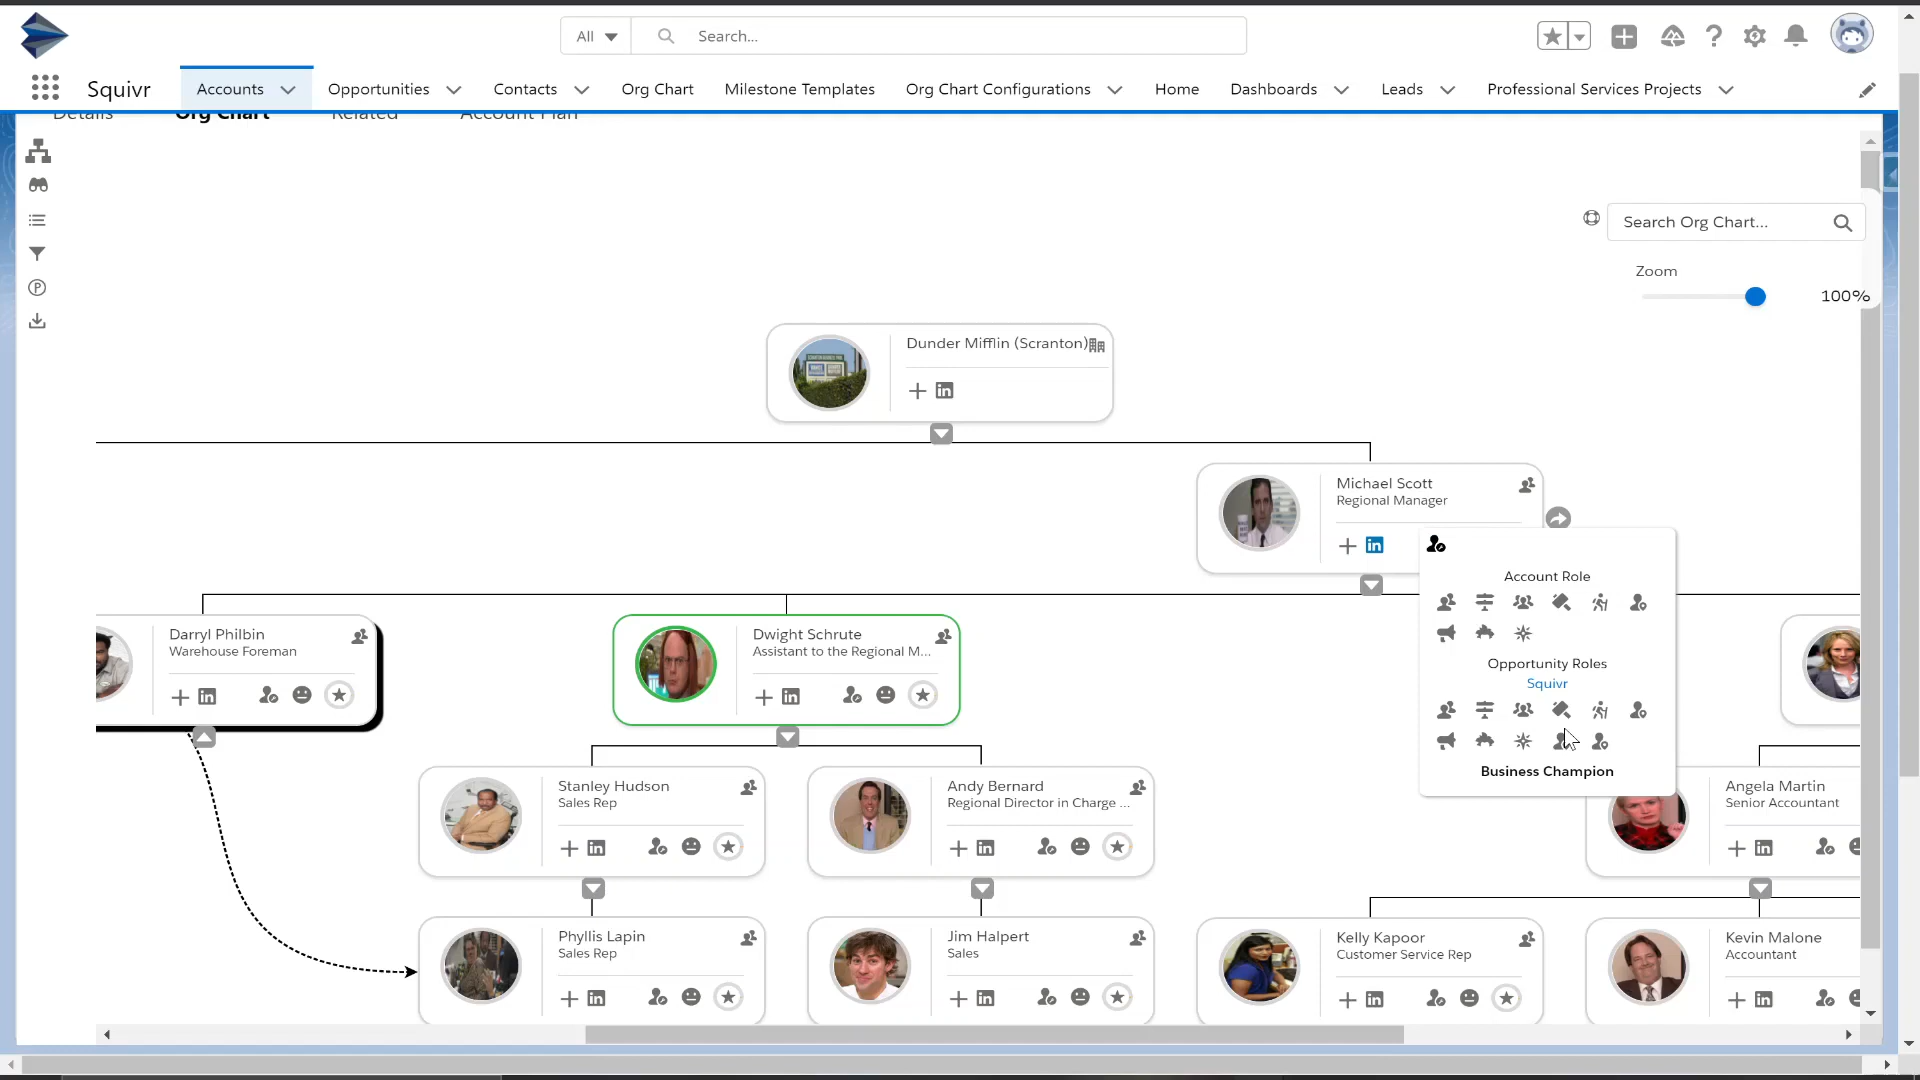 All
Search...
Squivr
Accounts
Opportunities
Contacts
Org Chart
Milestone Templates
Org Chart Configurations
Home
Dashboards
Leads
Professional Services Projects
Details
Org Chart
Related
Account Plan
Search Org Chart...
Zoom
100%
Dunder Mifflin (Scranton)
Michael Scott
Regional Manager
Account Role
Opportunity Roles
Squivr
Business Champion
Darryl Philbin
Warehouse Foreman
Dwight Schrute
Assistant to the Regional M...
Stanley Hudson
Sales Rep
Andy Bernard
Regional Director in Charge ...
Angela Martin
Senior Accountant
Phyllis Lapin
Sales Rep
Jim Halpert
Sales
Kelly Kapoor
Customer Service Rep
Kevin Malone
Accountant